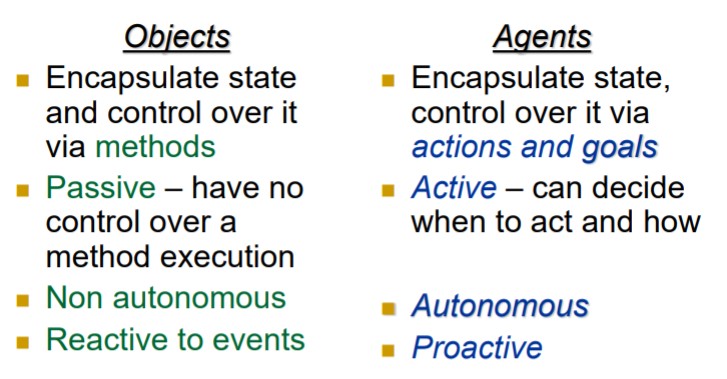 Objects
Encapsulate state
and control over it
via methods
Passive – have no
control over a
method execution
Non autonomous
Reactive to events
Agents
Encapsulate state,
control over it via
actions and goals
Active – can decide
when to act and how
Autonomous
Proactive